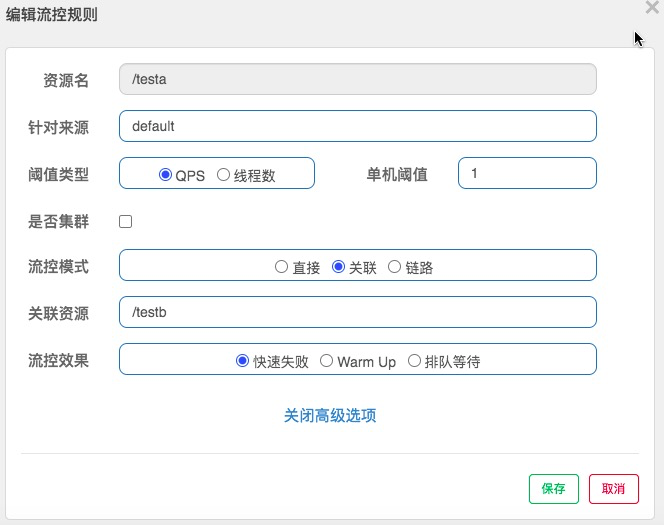 编辑流控规则
×
资源名 /testa
针对来源 default
阈值类型 QPS 线程数 单机阈值 1
是否集群
流控模式 直接 关联 链路
关联资源 /testb
流控效果 快速失败 Warm Up 排队等待
关闭高级选项
保存 取消